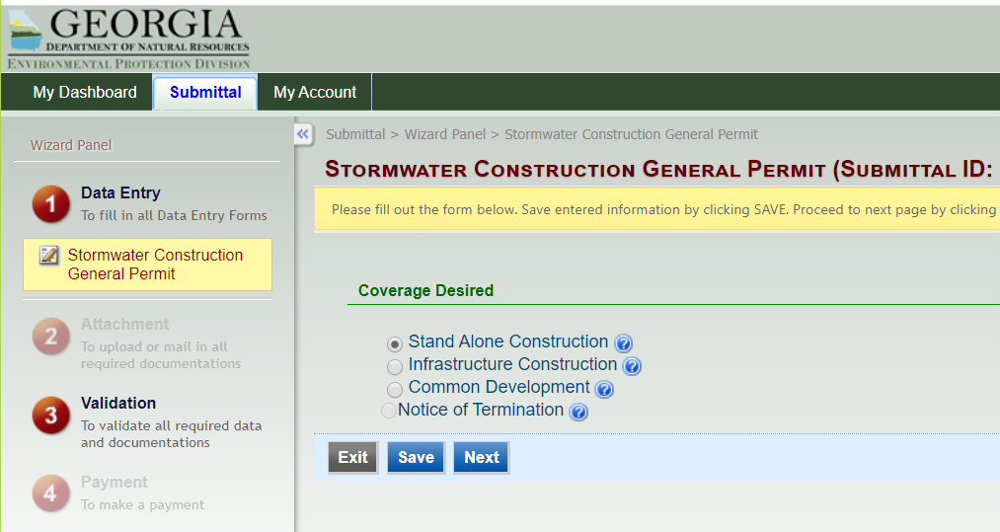 GEORGIA
DEPARTMENT OF NATURAL RESOURCES
ENVIRONMENTAL PROTECTION DIVISION
My Dashboard
Submittal
My Account
Wizard Panel
1
Data Entry
To fill in all Data Entry Forms
Stormwater Construction
General Permit
2
Attachment
To upload or mail in all
required documentations
3
Validation
To validate all required data
and documentations
4
Payment
To make a payment
«
Submittal > Wizard Panel > Stormwater Construction General Permit
STORMWATER CONSTRUCTION GENERAL PERMIT (SUBMITTAL ID:
Please fill out the form below. Save entered information by clicking SAVE. Proceed to next page by clicking
Coverage Desired
Stand Alone Construction ?
Infrastructure Construction ?
Common Development ?
Notice of Termination ?
Exit Save Next